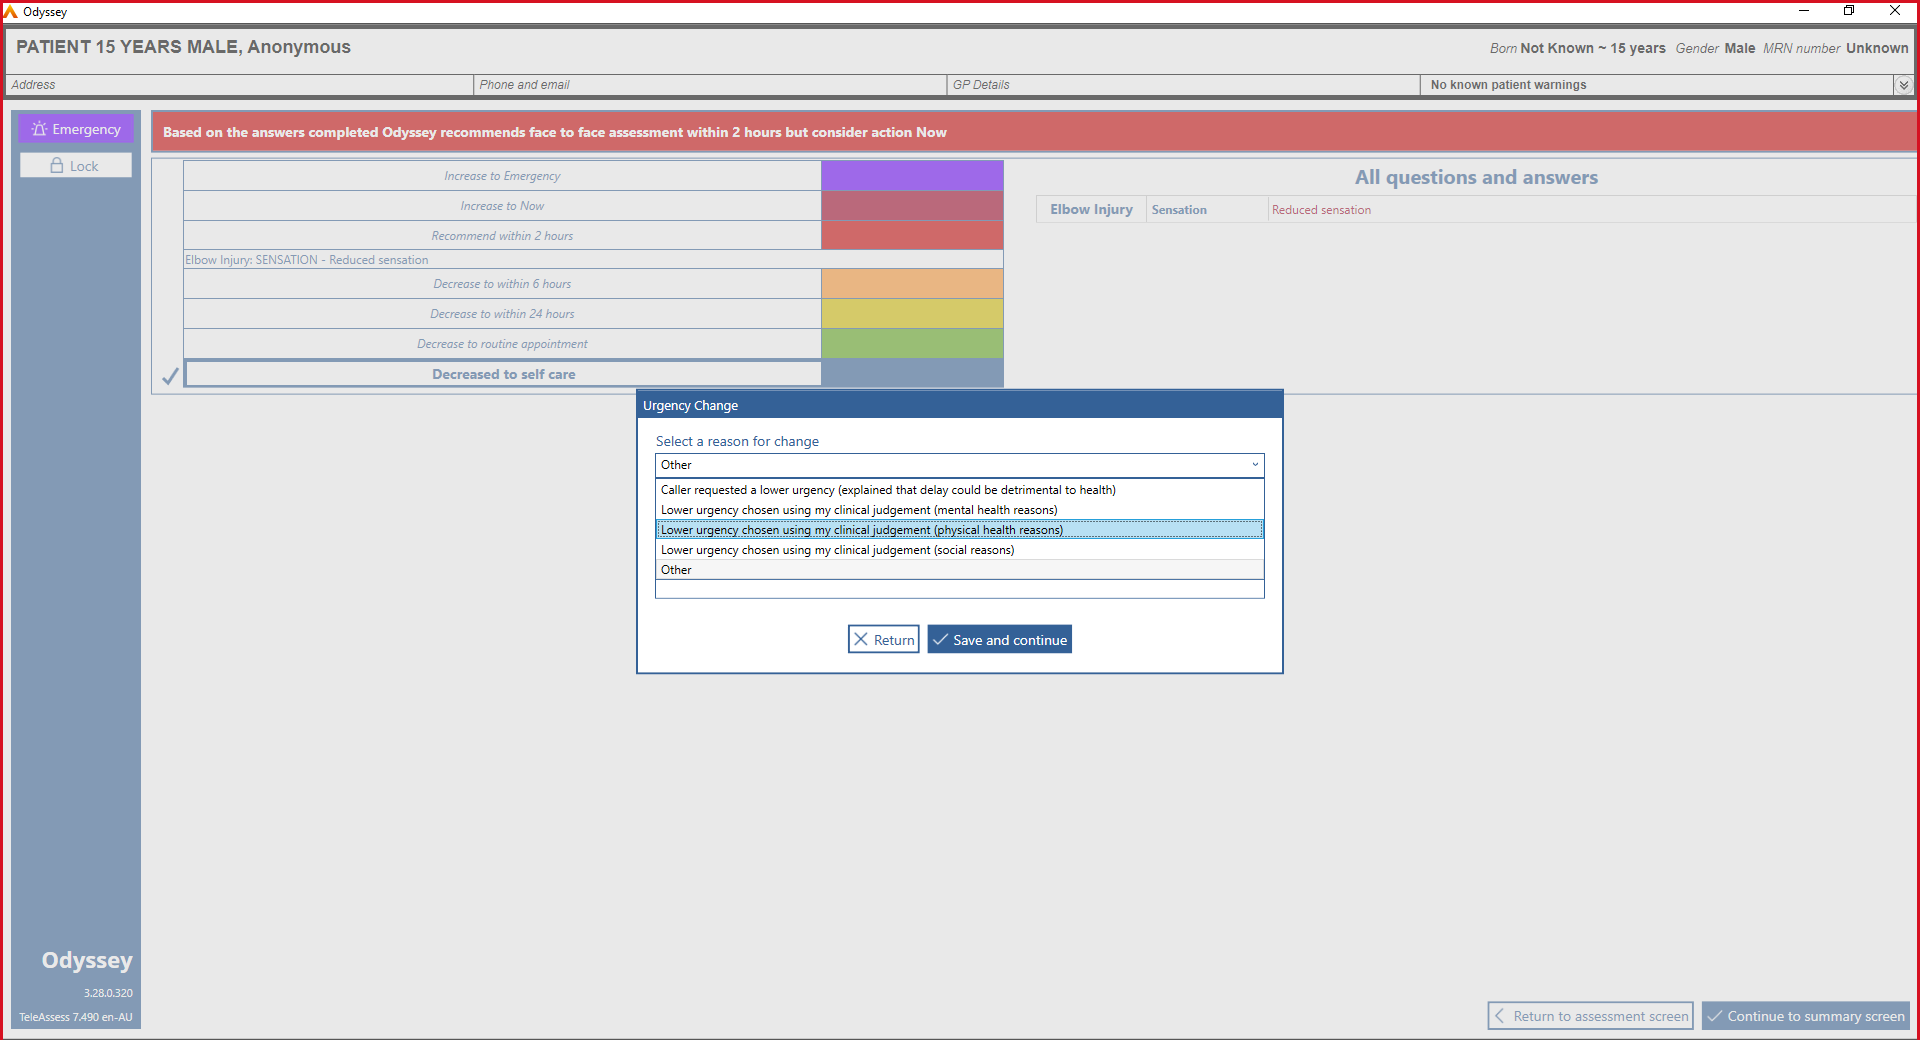 Odyssey
PATIENT 15 YEARS MALE, Anonymous
Born Not Known ~ 15 years Gender Male MRN number Unknown
Address
Phone and email
GP Details
No known patient warnings
Emergency
Lock
Based on the answers completed Odyssey recommends face to face assessment within 2 hours but consider action Now
Increase to Emergency
Increase to Now
Recommend within 2 hours
Elbow Injury: SENSATION - Reduced sensation
Decrease to within 6 hours
Decrease to within 24 hours
Decrease to routine appointment
Decreased to self care
All questions and answers
Elbow Injury Sensation Reduced sensation
Urgency Change
Select a reason for change
Other
Caller requested a lower urgency (explained that delay could be detrimental to health)
Lower urgency chosen using my clinical judgement (mental health reasons)
Lower urgency chosen using my clinical judgement (physical health reasons)
Lower urgency chosen using my clinical judgement (social reasons)
Other
Return
Save and continue
Odyssey
3.28.0.320
TeleAssess 7.490 en-AU
Return to assessment screen
Continue to summary screen